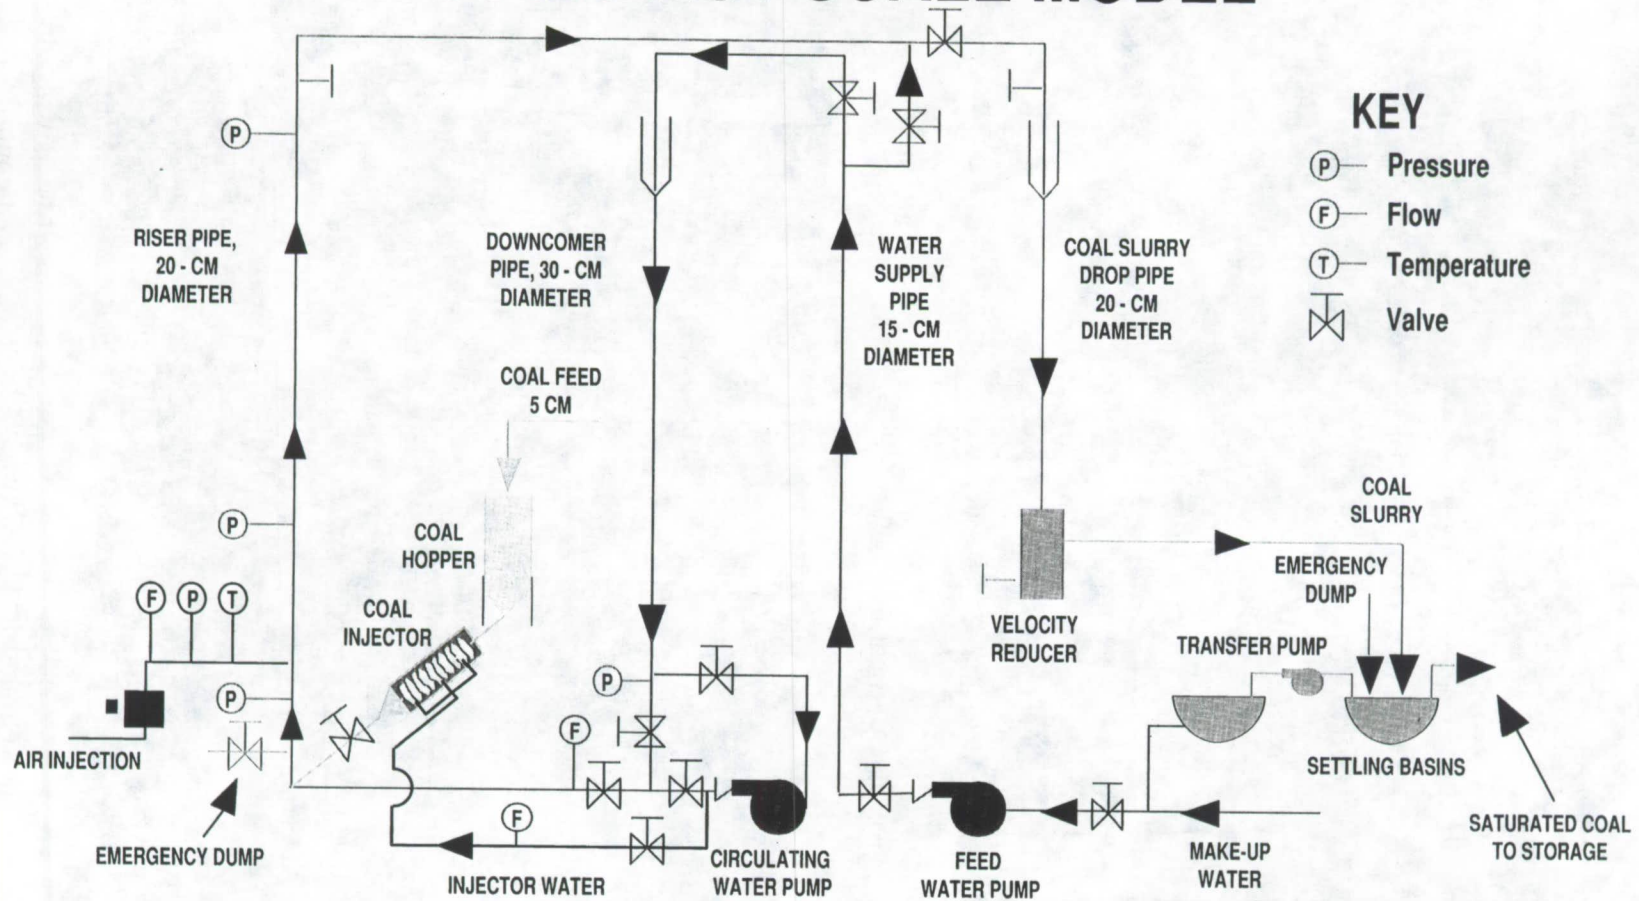 MODEL
KEY
P
Pressure
F
Flow
T
Temperature
Valve
P
RISER PIPE,
20 - CM
DIAMETER
DOWNCOMER
PIPE, 30 - CM
DIAMETER
WATER
SUPPLY
PIPE
15 - CM
DIAMETER
COAL SLURRY
DROP PIPE
20 - CM
DIAMETER
COAL FEED
5 CM
P
COAL
HOPPER
COAL
INJECTOR
COAL
SLURRY
EMERGENCY
DUMP
F P T
VELOCITY
REDUCER
TRANSFER PUMP
P
P
F
AIR INJECTION
SETTLING BASINS
F
EMERGENCY DUMP
INJECTOR WATER
CIRCULATING
WATER PUMP
FEED
WATER PUMP
MAKE-UP
WATER
SATURATED COAL
TO STORAGE